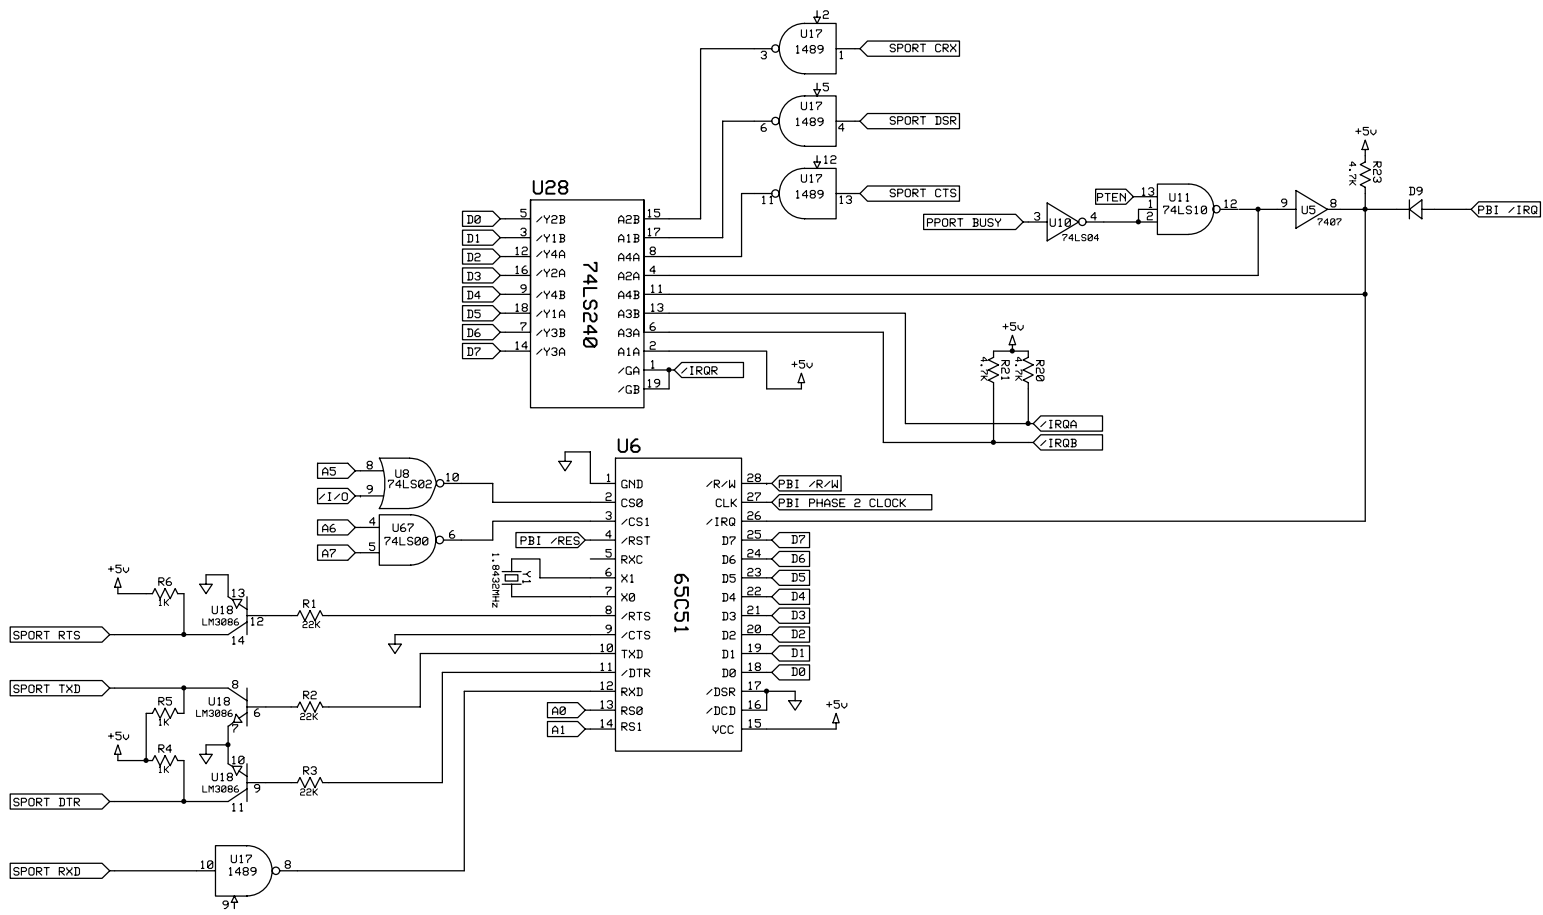 2
U17
1489
3
1
SPORT CRX
5
U17
1489
6
4
SPORT DSR
12
U17
1489
11
13
SPORT CTS
U28
74LS240
D0 5 /Y2B A2B 15
D1 3 /Y1B A1B 17
D2 12 /Y4A A4A 8
D3 16 /Y2A A2A 4
D4 9 /Y4B A4B 11
D5 18 /Y1A A3B 13
D6 7 /Y3B A3A 6
D7 14 /Y3A A1A 2
/GA 1 /IRQR
/GB 19
+5v
PPORT BUSY
3 U10 4
74LS04
PTEN 13
1
2
U11
74LS10
12
9 U5 8
7407
+5v
R23
4.7K
D9
PBI /IRQ
+5v
R21
4.7K
R20
4.7K
/IRQA
/IRQB
A5 8
/I/O 9
U8
74LS02
10
A6 4
A7 5
U67
74LS00
6
U6
65C51
1 GND /R/W 28 PBI /R/W
2 CS0 CLK 27 PBI PHASE 2 CLOCK
3 /CS1 /IRQ 26
PBI /RES 4 /RST D7 25 D7
5 RXC D6 24 D6
6 X1 D5 23 D5
7 X0 D4 22 D4
8 /RTS D3 21 D3
9 /CTS D2 20 D2
10 TXD D1 19 D1
11 /DTR D0 18 D0
12 RXD /DSR 17
A0 13 RS0 /DCD 16
A1 14 RS1 VCC 15
+5v
Y1
1.8432MHz
+5v
R6
1K
13
U18
LM3086
12
14
R1
22K
SPORT RTS
SPORT TXD
8
U18
LM3086
6
7
R5
1K
R2
22K
+5v
R4
1K
10
U18
LM3086
9
11
R3
22K
SPORT DTR
SPORT RXD
10
U17
1489
8
9